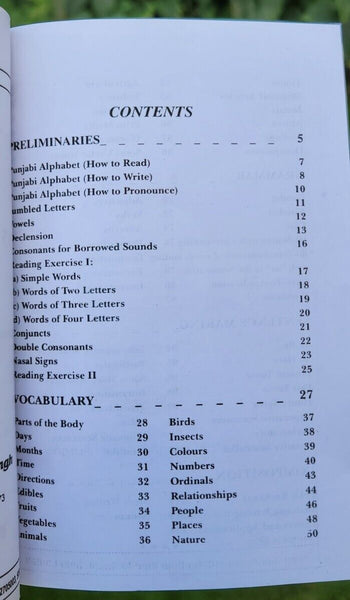 CONTENTS
PRELIMINARIES 5
Punjabi Alphabet (How to Read) 7
Punjabi Alphabet (How to Write) 8
Punjabi Alphabet (How to Pronounce) 10
umbled Letters 11
Vowels 12
Declension 13
Consonants for Borrowed Sounds 16
Reading Exercise I:
a) Simple Words 17
b) Words of Two Letters 18
c) Words of Three Letters 19
d) Words of Four Letters 20
Conjuncts 21
Double Consonants 22
Nasal Signs 23
Reading Exercise II 25
VOCABULARY 27
Parts of the Body 28
Days 29
Months 30
Time 31
Directions 32
Edibles 33
Fruits 34
Vegetables 35
Animals 36
Birds 37
Insects 38
Colours 39
Numbers 40
Ordinals 43
Relationships 44
People 46
Places 48
Nature 50